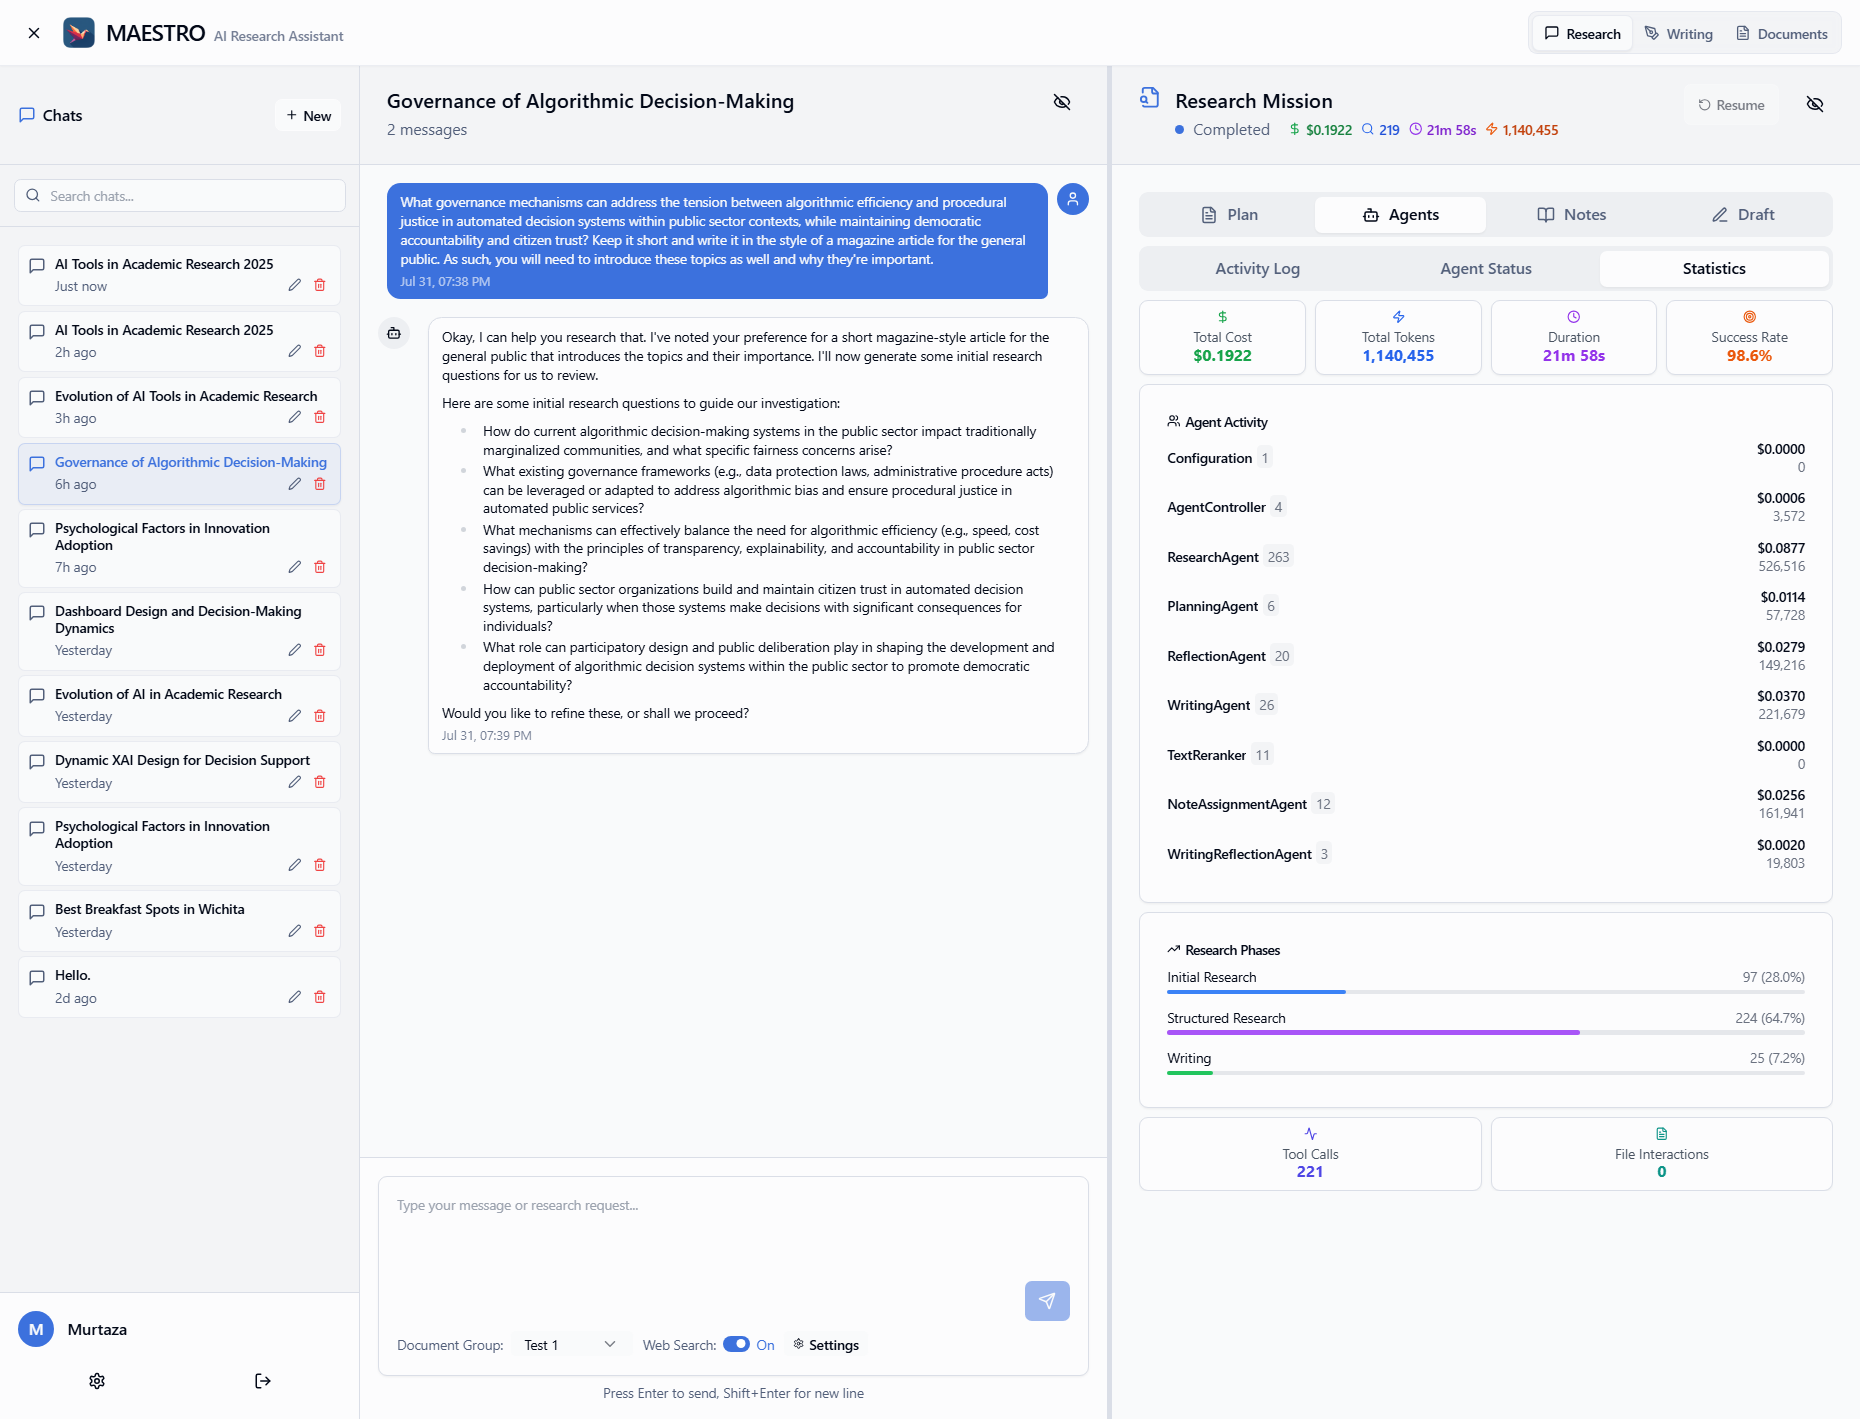 MAESTRO AI Research Assistant
Research
Writing
Documents
Chats
New
Search chats...
AI Tools in Academic Research 2025
Just now
AI Tools in Academic Research 2025
2h ago
Evolution of AI Tools in Academic Research
3h ago
Governance of Algorithmic Decision-Making
6h ago
Psychological Factors in Innovation
Adoption
7h ago
Dashboard Design and Decision-Making
Dynamics
Yesterday
Evolution of AI in Academic Research
Yesterday
Dynamic XAI Design for Decision Support
Yesterday
Psychological Factors in Innovation
Adoption
Yesterday
Best Breakfast Spots in Wichita
Yesterday
Hello.
2d ago
M
Murtaza
Governance of Algorithmic Decision-Making
2 messages
What governance mechanisms can address the tension between algorithmic efficiency and procedural
justice in automated decision systems within public sector contexts, while maintaining democratic
accountability and citizen trust? Keep it short and write it in the style of a magazine article for the general
public. As such, you will need to introduce these topics as well and why they're important.
Jul 31, 07:38 PM
Okay, I can help you research that. I've noted your preference for a short magazine-style article for the
general public that introduces the topics and their importance. I'll now generate some initial research
questions for us to review.
Here are some initial research questions to guide our investigation:
How do current algorithmic decision-making systems in the public sector impact traditionally
marginalized communities, and what specific fairness concerns arise?
What existing governance frameworks (e.g., data protection laws, administrative procedure acts)
can be leveraged or adapted to address algorithmic bias and ensure procedural justice in
automated public services?
What mechanisms can effectively balance the need for algorithmic efficiency (e.g., speed, cost
savings) with the principles of transparency, explainability, and accountability in public sector
decision-making?
How can public sector organizations build and maintain citizen trust in automated decision
systems, particularly when those systems make decisions with significant consequences for
individuals?
What role can participatory design and public deliberation play in shaping the development and
deployment of algorithmic decision systems within the public sector to promote democratic
accountability?
Would you like to refine these, or shall we proceed?
Jul 31, 07:39 PM
Type your message or research request...
Document Group: Test 1 Web Search: On Settings
Press Enter to send, Shift+Enter for new line
Research Mission
Completed $0.1922 219 21m 58s 1,140,455
Resume
Plan
Agents
Notes
Draft
Activity Log
Agent Status
Statistics
Total Cost
$0.1922
Total Tokens
1,140,455
Duration
21m 58s
Success Rate
98.6%
Agent Activity
Configuration 1 $0.0000
0
AgentController 4 $0.0006
3,572
ResearchAgent 263 $0.0877
526,516
PlanningAgent 6 $0.0114
57,728
ReflectionAgent 20 $0.0279
149,216
WritingAgent 26 $0.0370
221,679
TextReranker 11 $0.0000
0
NoteAssignmentAgent 12 $0.0256
161,941
WritingReflectionAgent 3 $0.0020
19,803
Research Phases
Initial Research 97 (28.0%)
Structured Research 224 (64.7%)
Writing 25 (7.2%)
Tool Calls
221
File Interactions
0